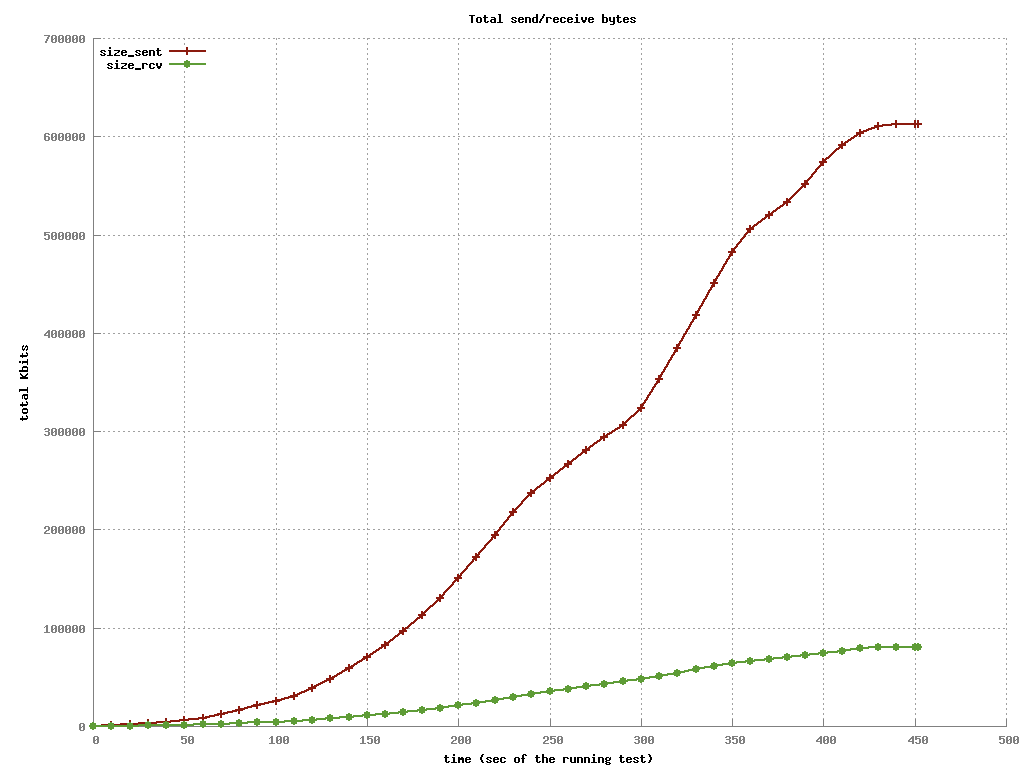 Total send/receive bytes
700000
size_sent
size_rcv
600000
500000
400000
total Kbits
300000
200000
100000
0
0 50 100 150 200 250 300 350 400 450 500
time (sec of the running test)